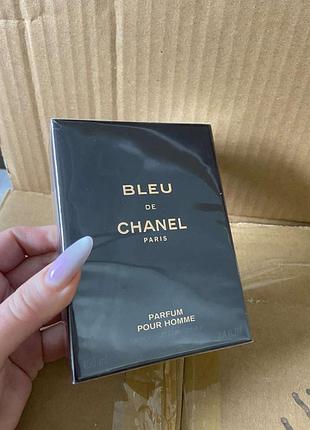 BLEU
DE
CHANEL
PARIS
PARFUM
POUR HOMME